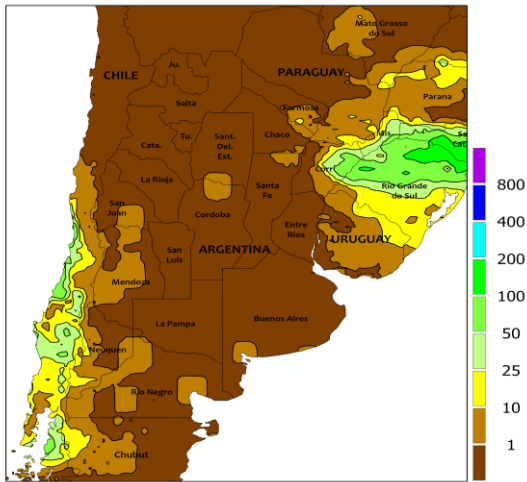 Mato Grosso
do Sul
CHILE
Ju.
PARAGUAY
Parana
Salta
Formosa
Tu.
Chaco
Mis.
Cata.
Sant.
Del.
Est.
Corr
La Rioja
Santa
Fe
Rio Grande
do Sul
San
Juan
Cordoba
Entre
Rios
URUGUAY
San
Luis
ARGENTINA
Mendoza
La Pampa
Buenos Aires
Neuquen
Rio Negro
Chubut
800
400
200
100
50
25
10
1